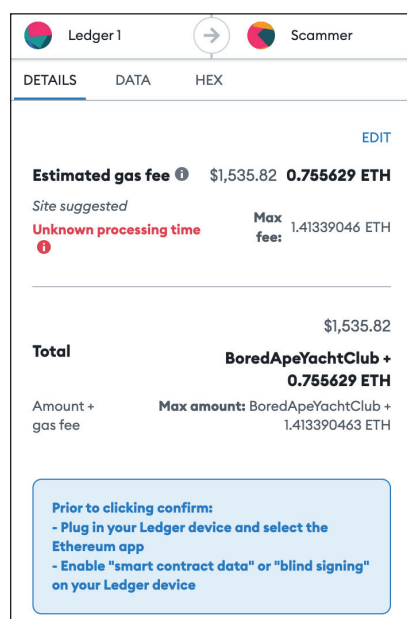 Ledger 1 Scammer
DETAILS DATA HEX
EDIT
Estimated gas fee $1,535.82 0.755629 ETH
Site suggested
Unknown processing time
Max fee: 1.41339046 ETH
$1,535.82
Total
BoredApeYachtClub +
0.755629 ETH
Amount +
gas fee
Max amount: BoredApeYachtClub +
1.413390463 ETH
Prior to clicking confirm:
- Plug in your Ledger device and select the
Ethereum app
- Enable "smart contract data" or "blind signing"
on your Ledger device